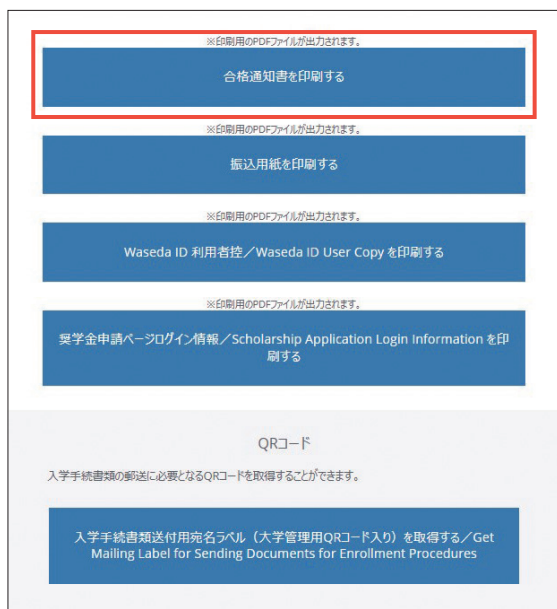 ※印刷用のPDFファイルが出力されます。
合格通知書を印刷する
※印刷用のPDFファイルが出力されます。
振込用紙を印刷する
※印刷用のPDFファイルが出力されます。
Waseda ID 利用者控／Waseda ID User Copy を印刷する
※印刷用のPDFファイルが出力されます。
奨学金申請ページログイン情報／Scholarship Application Login Information を印
刷する
QRコード
入学手続書類の郵送に必要となるQRコードを取得することができます。
入学手続書類送付用宛名ラベル（大学管理用QRコード入り）を取得する／Get
Mailing Label for Sending Documents for Enrollment Procedures